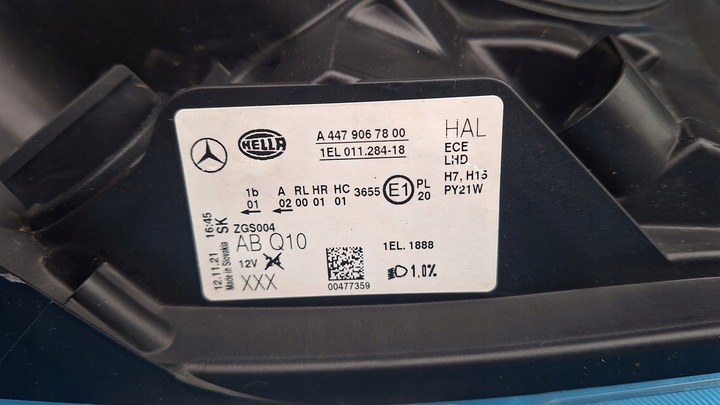 HELLA
A 447 906 78 00
1EL 011.284-18
HAL
ECE
LHD
H7, H15
PY21W
1b A RL HR HC 3655 E1 PL
01 02 00 01 01 20
12.11.21 16:45
Made in Slovakia SK
ZGS004
AB Q10
12V
XXX
00477359
1EL. 1888
1.0%